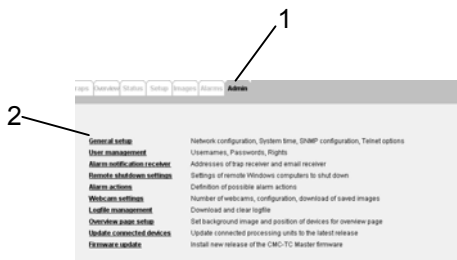 1
raps Overview Status Setup Images Alarms Admin
2
General setup Network configuration, System time, SNMP configuration, Telnet options
User management Usernames, Passwords, Rights
Alarm notification receiver Addresses of trap receiver and email receiver
Remote shutdown settings Settings of remote Windows computers to shut down
Alarm actions Definition of possible alarm actions
Webcam settings Number of webcams, configuration, download of saved images
Logfile management Download and clear logfile
Overview page setup Set background image and position of devices for overview page
Update connected devices Update connected processing units to the latest release
Firmware update Install new release of the CMC-TC Master firmware